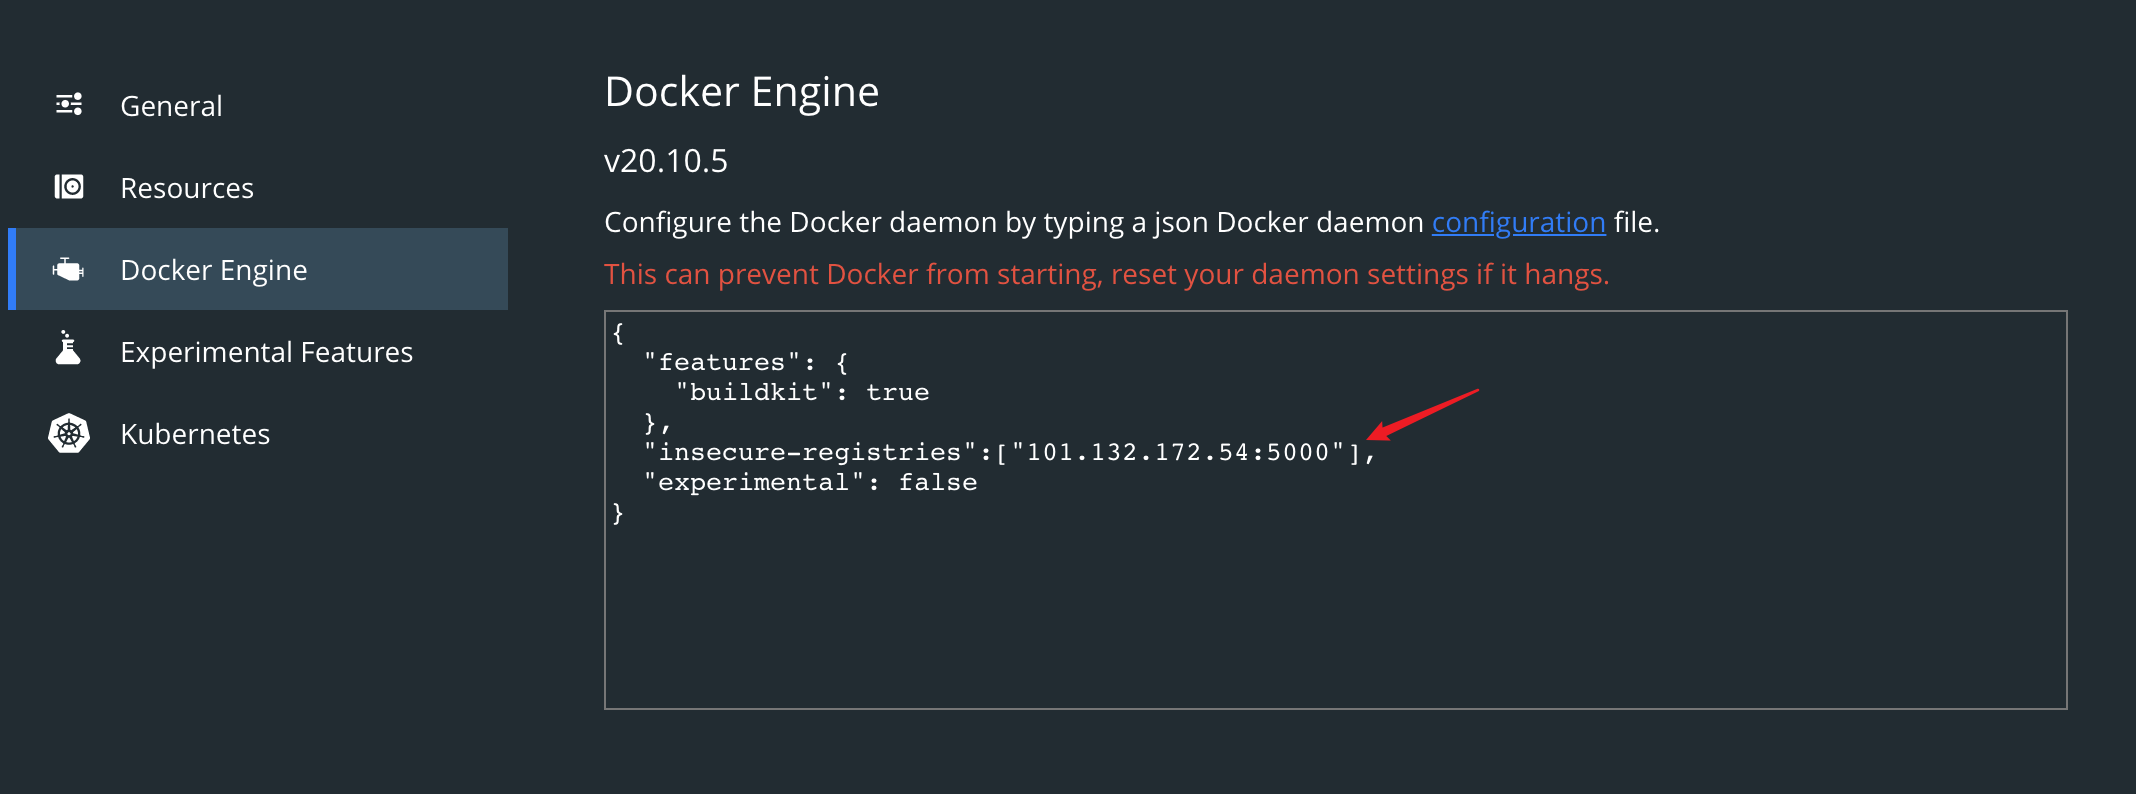 General
Resources
Docker Engine
Experimental Features
Kubernetes
Docker Engine
v20.10.5
Configure the Docker daemon by typing a json Docker daemon configuration file.
This can prevent Docker from starting, reset your daemon settings if it hangs.
{
  "features": {
    "buildkit": true
  },
  "insecure-registries":["101.132.172.54:5000"],
  "experimental": false
}